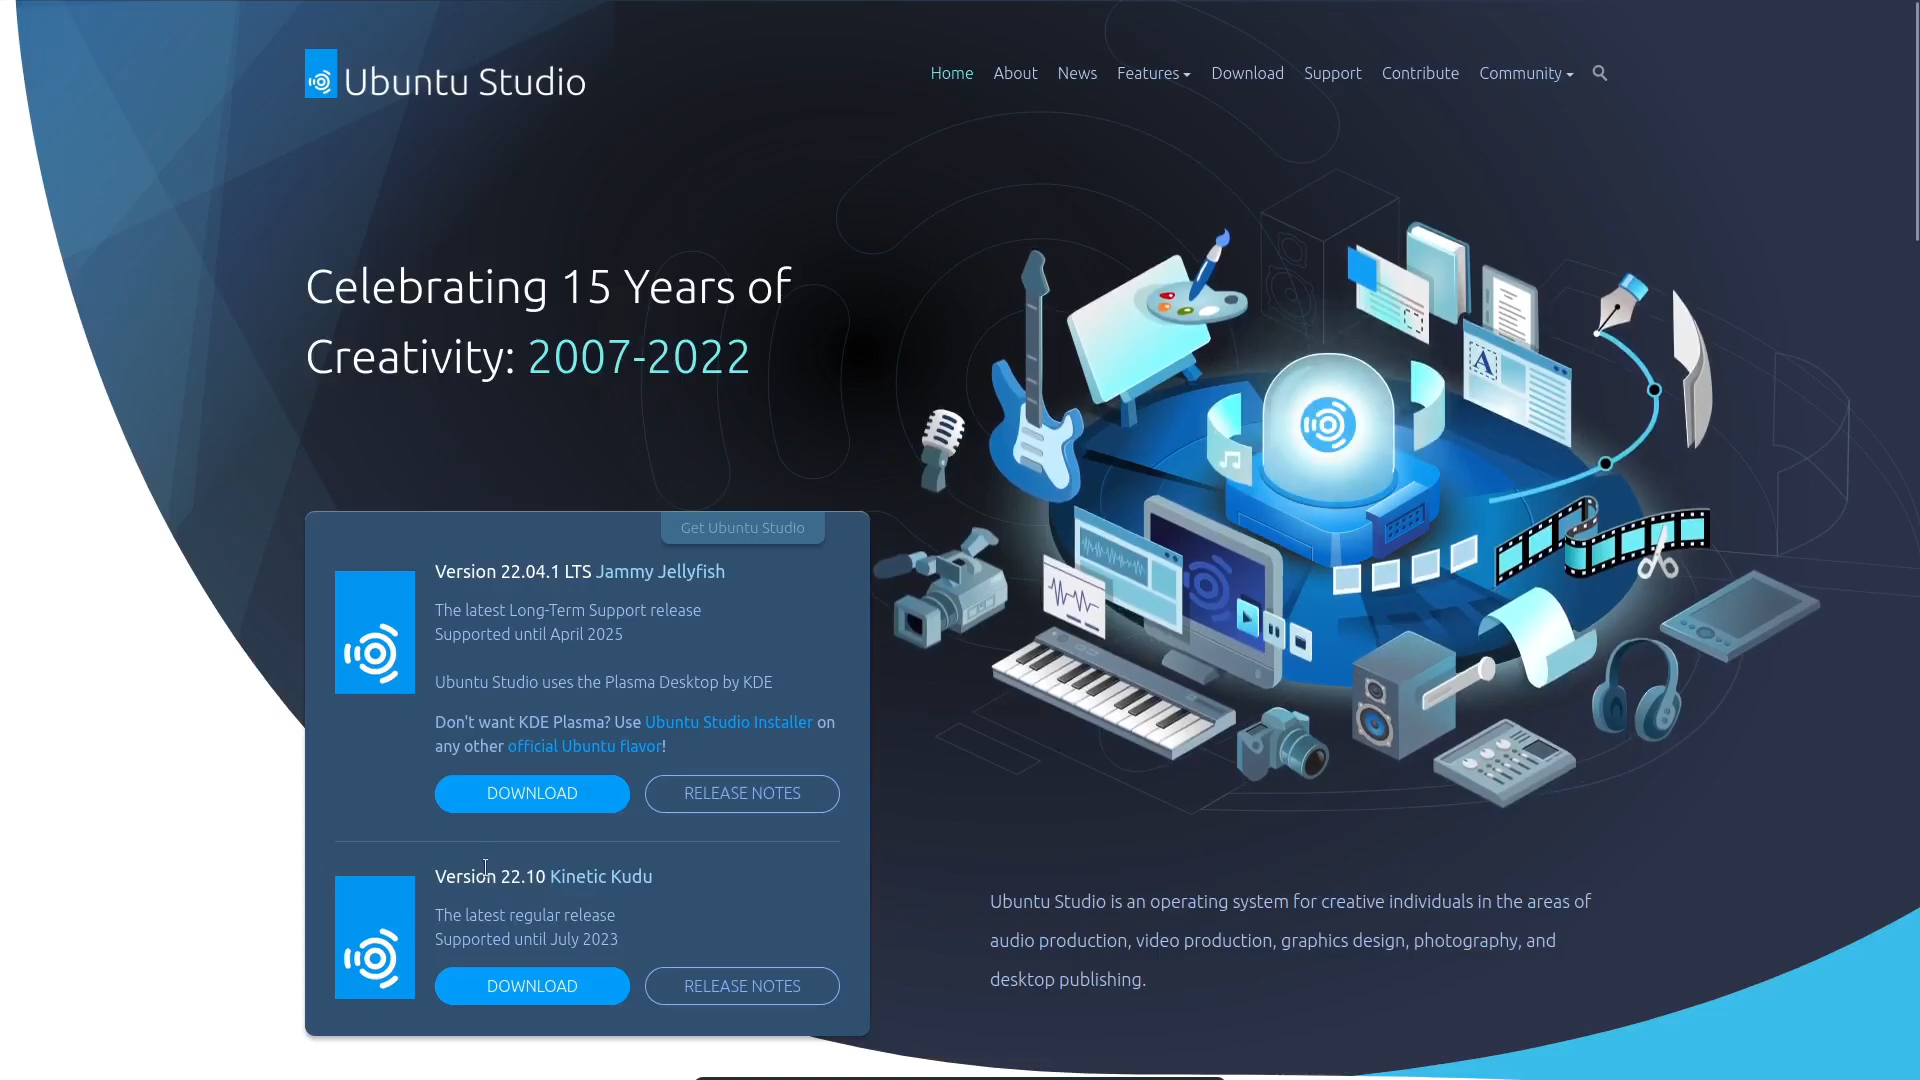 Ubuntu Studio
Home About News Features Download Support Contribute Community
Celebrating 15 Years of
Creativity: 2007-2022
Get Ubuntu Studio
Version 22.04.1 LTS Jammy Jellyfish
The latest Long-Term Support release
Supported until April 2025
Ubuntu Studio uses the Plasma Desktop by KDE
Don't want KDE Plasma? Use Ubuntu Studio Installer on
any other official Ubuntu flavor!
DOWNLOAD RELEASE NOTES
Version 22.10 Kinetic Kudu
The latest regular release
Supported until July 2023
DOWNLOAD RELEASE NOTES
A
Ubuntu Studio is an operating system for creative individuals in the areas of
audio production, video production, graphics design, photography, and
desktop publishing.